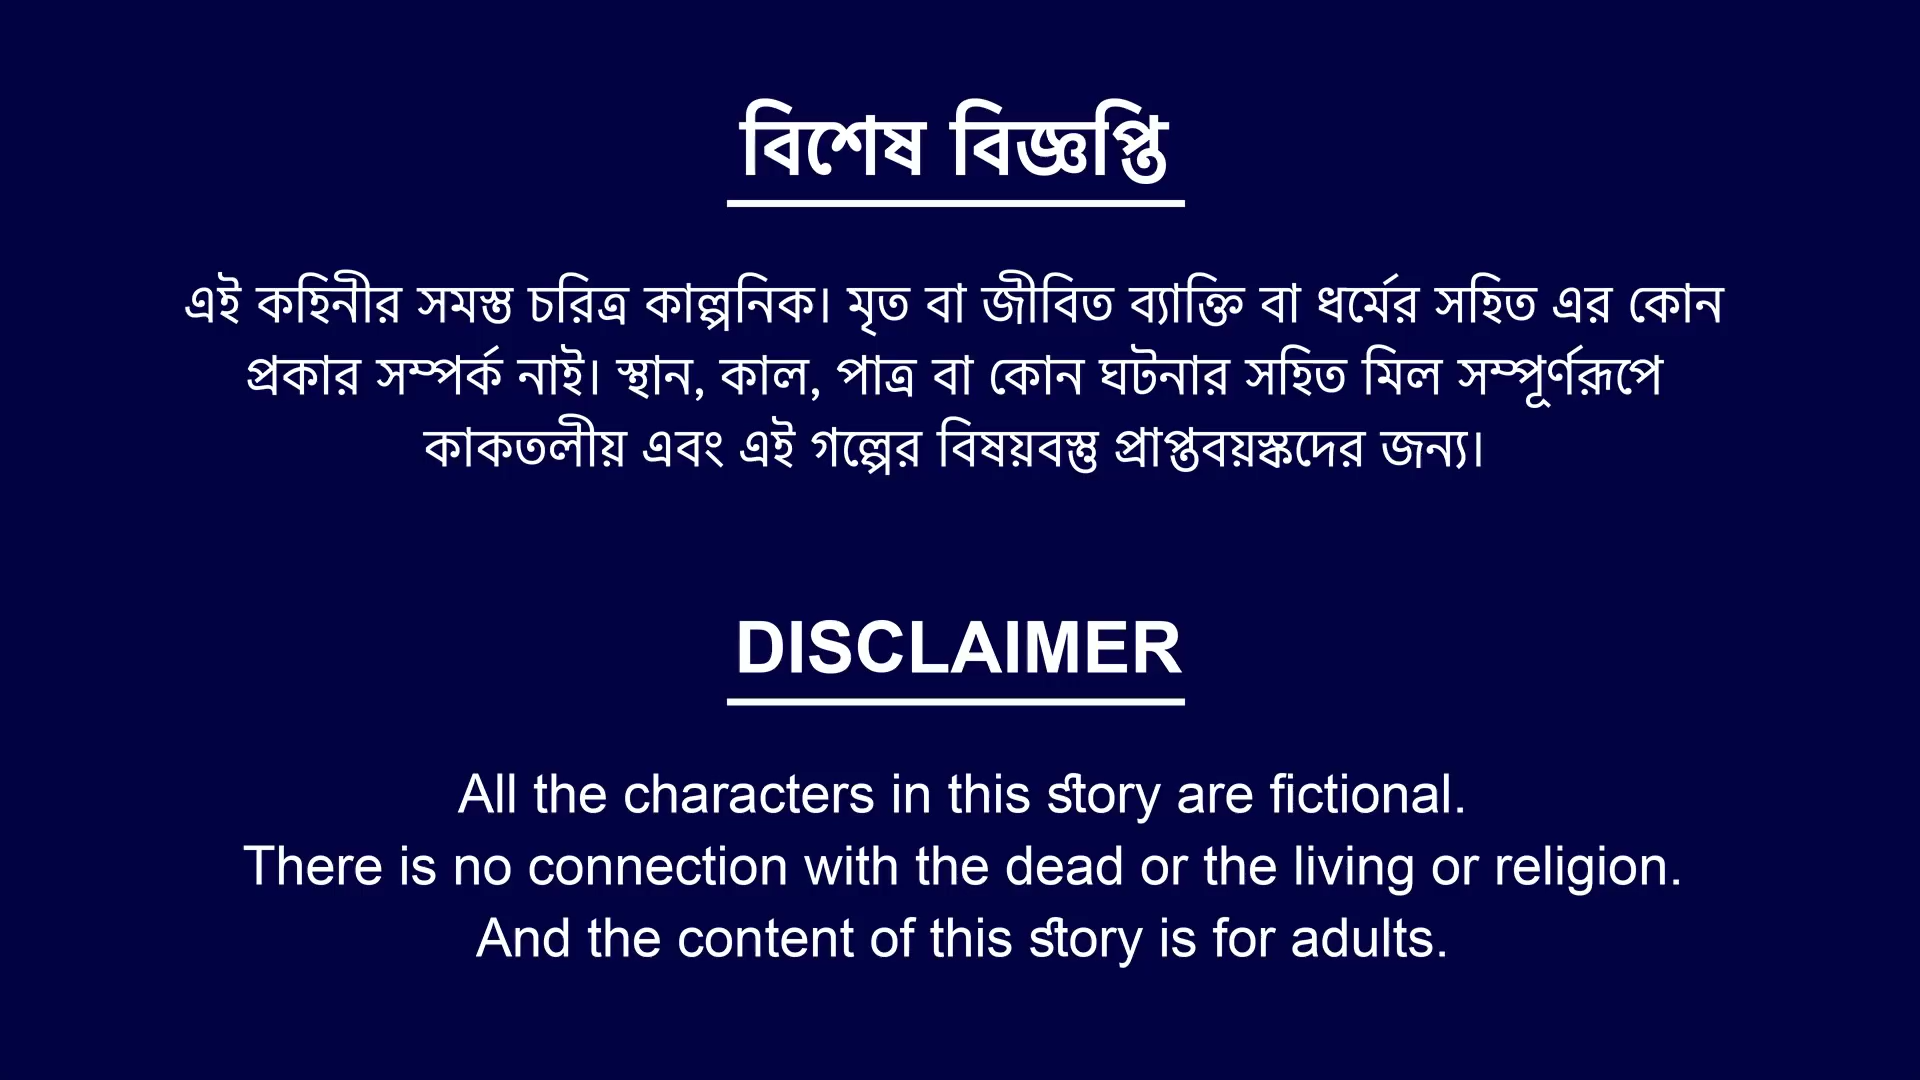 বিশেষ বিজ্ঞপ্তি
এই কহিনীর সমস্ত চরিত্র কাল্পনিক। মৃত বা জীবিত ব্যাক্তি বা ধর্মের সহিত এর কোন
প্রকার সম্পর্ক নাই। স্থান, কাল, পাত্র বা কোন ঘটনার সহিত মিল সম্পূর্ণরূপে
কাকতলীয় এবং এই গল্পের বিষয়বস্তু প্রাপ্তবয়স্কদের জন্য।
DISCLAIMER
All the characters in this story are fictional.
There is no connection with the dead or the living or religion.
And the content of this story is for adults.